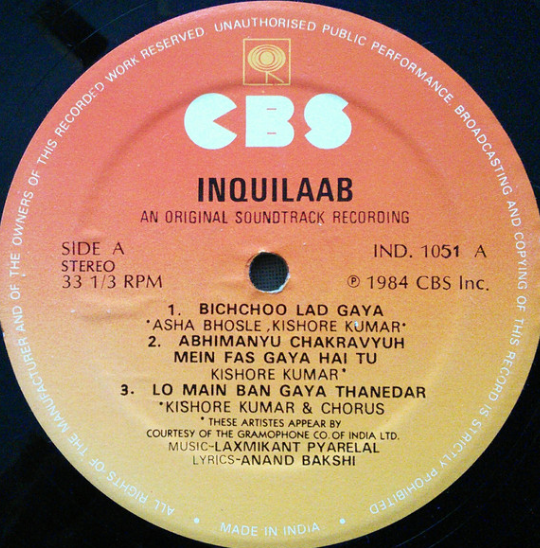 ALL RIGHTS OF THE MANUFACTURER AND OF THE OWNERS OF THIS RECORDED WORK RESERVED. UNAUTHORISED PUBLIC PERFORMANCE, BROADCASTING AND COPYING OF THIS RECORD IS STRICTLY PROHIBITED
CBS
INQUILAAB
AN ORIGINAL SOUNDTRACK RECORDING
SIDE A
STEREO
33 1/3 RPM
IND. 1051 A
℗ 1984 CBS Inc.
1. BICHCHOO LAD GAYA
*ASHA BHOSLE ,KISHORE KUMAR*
2. ABHIMANYU CHAKRAVYUH
MEIN FAS GAYA HAI TU
KISHORE KUMAR*
3. LO MAIN BAN GAYA THANEDAR
*KISHORE KUMAR & CHORUS
* THESE ARTISTES APPEAR BY
COURTESY OF THE GRAMOPHONE CO. OF INDIA LTD.
MUSIC-LAXMIKANT PYARELAL
LYRICS-ANAND BAKSHI
• MADE IN INDIA •